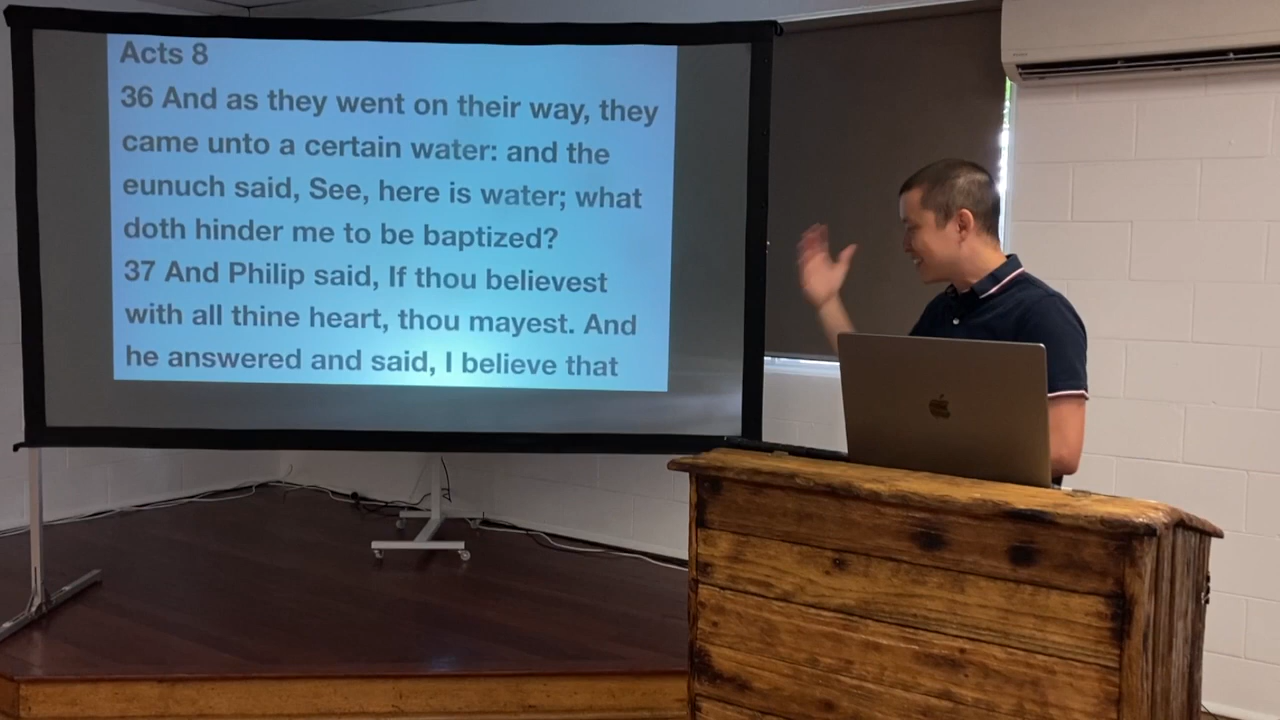 Acts 8
36 And as they went on their way, they
came unto a certain water: and the
eunuch said, See, here is water; what
doth hinder me to be baptized?
37 And Philip said, If thou believest
with all thine heart, thou mayest. And
he answered and said, I believe that